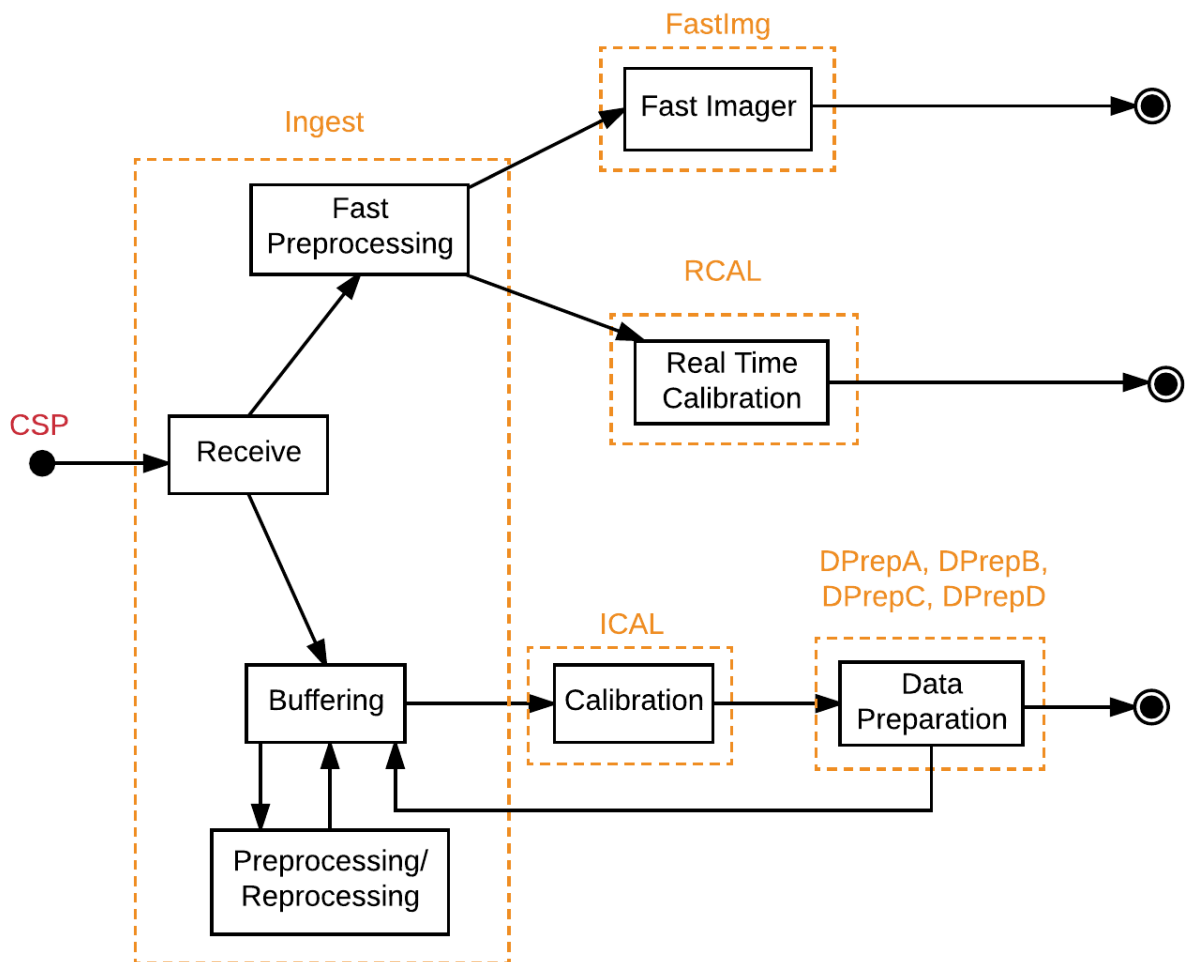 FastImg
Fast Imager
Ingest
Fast
Preprocessing
RCAL
Real Time
Calibration
CSP
Receive
DPrepA, DPrepB,
DPrepC, DPrepD
ICAL
Buffering
Calibration
Data
Preparation
Preprocessing/
Reprocessing